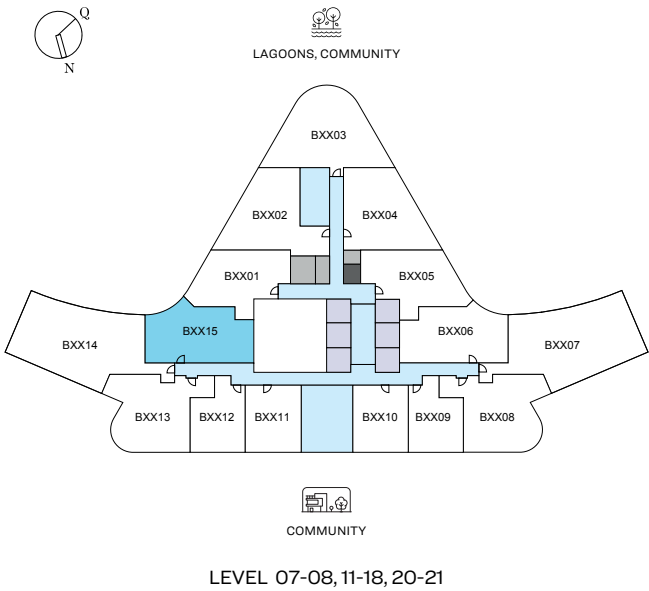 Q
N
LAGOONS, COMMUNITY
BXX03
BXX02
BXX04
BXX01
BXX05
BXX14
BXX15
BXX06
BXX07
BXX13
BXX12
BXX11
BXX10
BXX09
BXX08
COMMUNITY
LEVEL 07-08, 11-18, 20-21